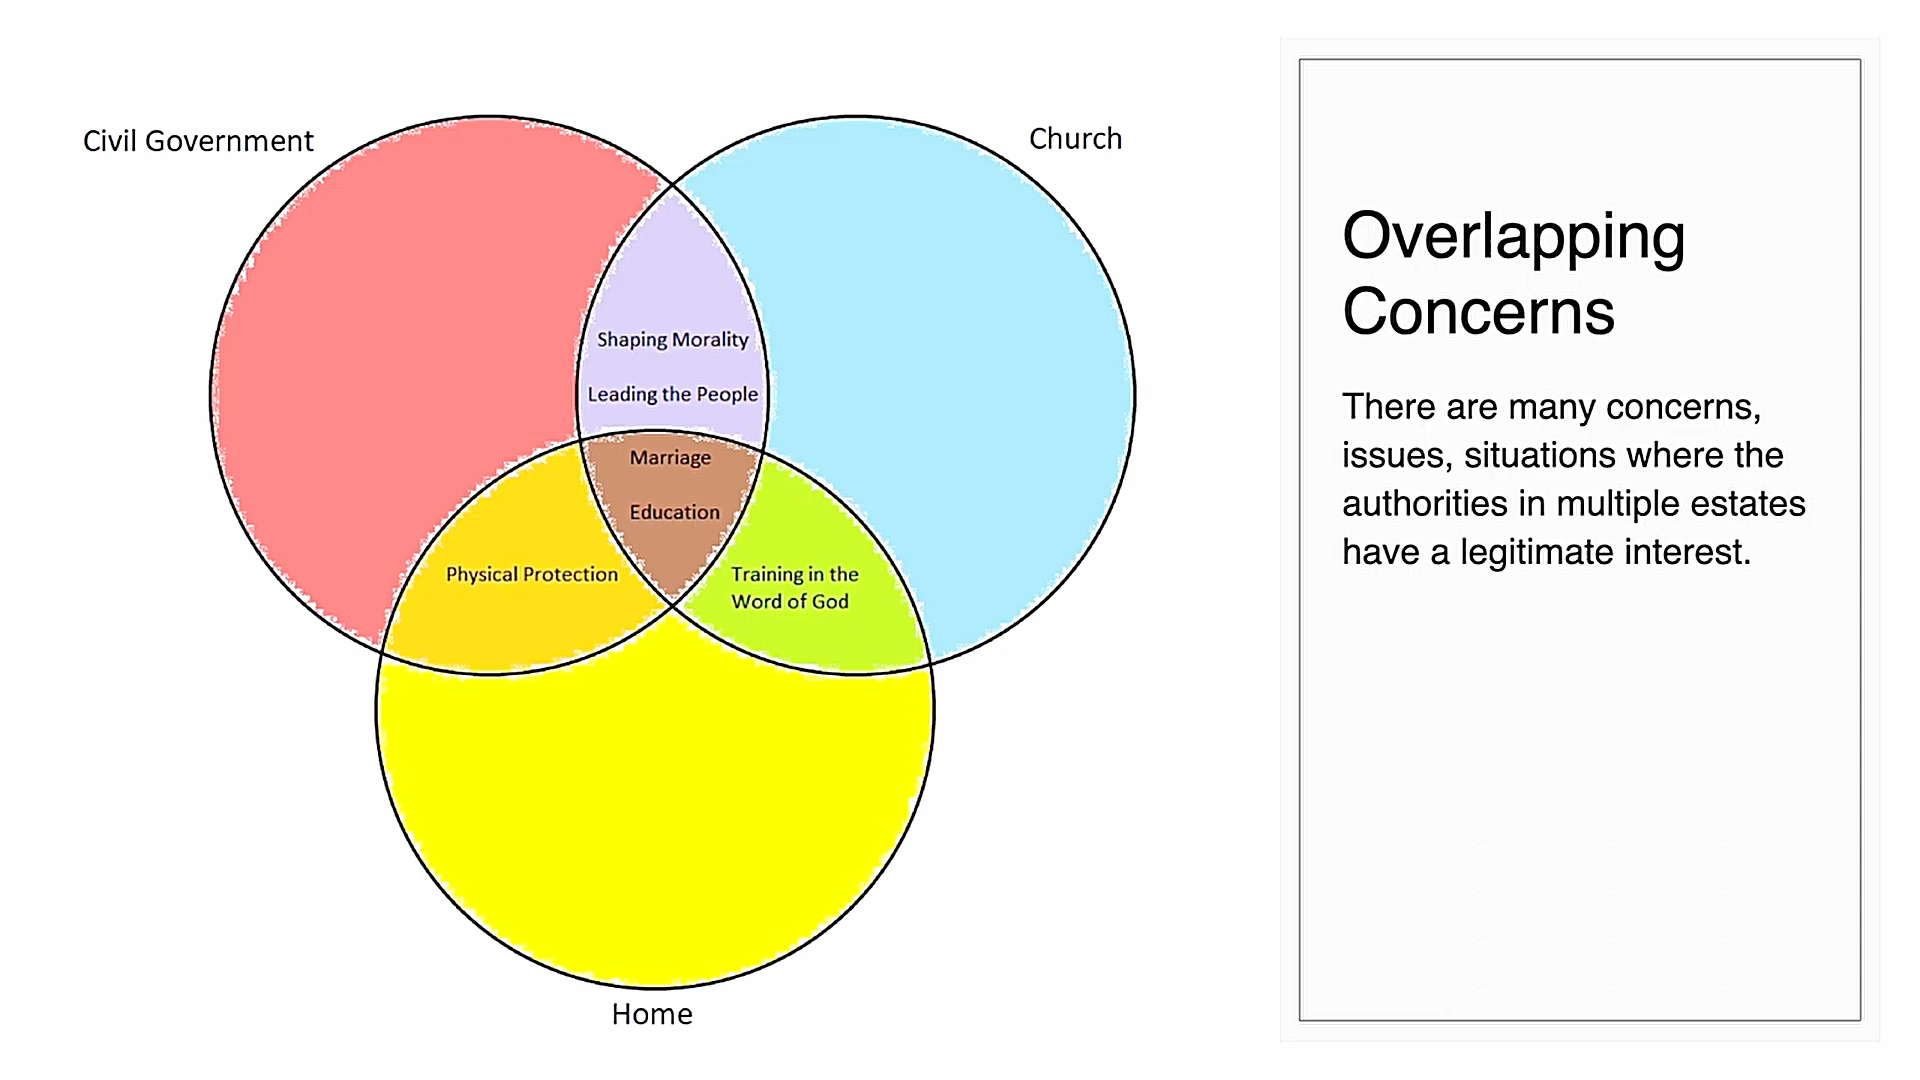 Civil Government
Church
Shaping Morality
Leading the People
Marriage
Education
Physical Protection
Training in the
Word of God
Home
Overlapping
Concerns
There are many concerns,
issues, situations where the
authorities in multiple estates
have a legitimate interest.